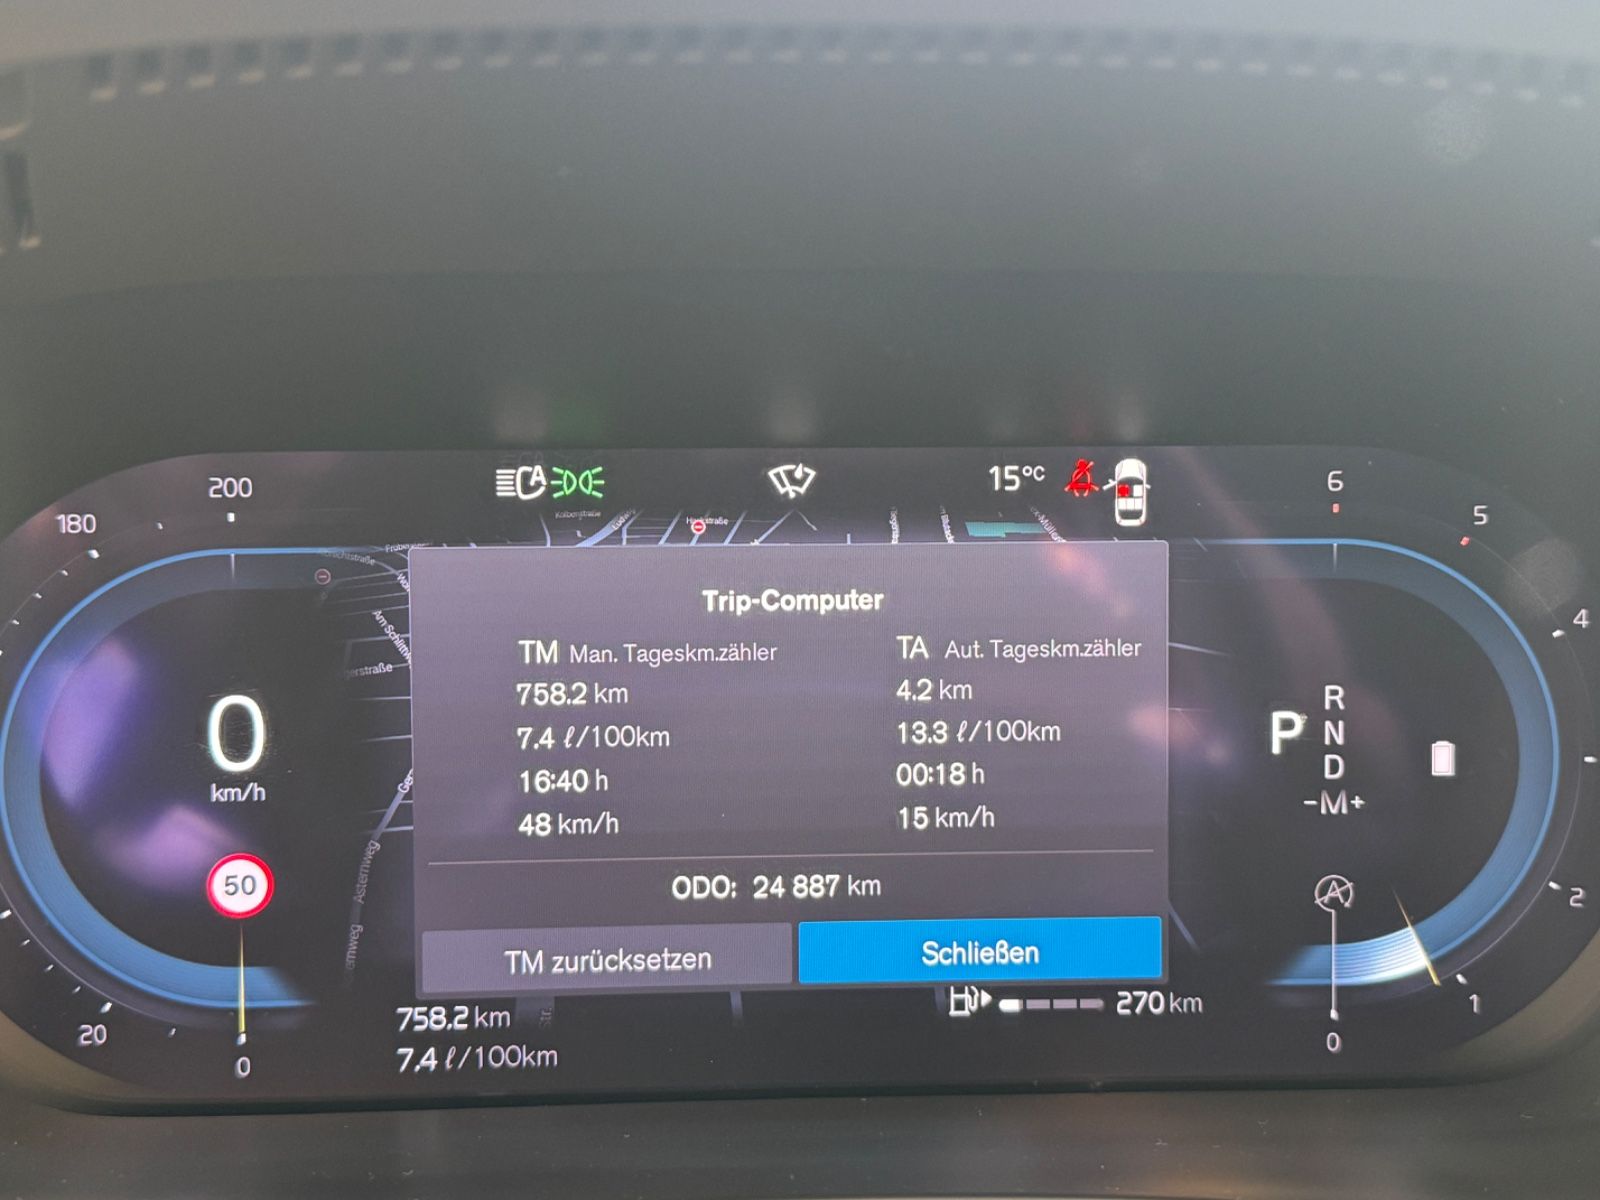 200
180
6
5
4
15°C
Kolberstraße
Trip-Computer
TM Man. Tageskm.zähler
758.2 km
7.4 ℓ/100km
16:40 h
48 km/h
TA Aut. Tageskm.zähler
4.2 km
13.3 ℓ/100km
00:18 h
15 km/h
ODO: 24 887 km
TM zurücksetzen
Schließen
0
km/h
50
R
P N
D
-M+
A
Asternweg
2
1
0
20
0
758.2 km
7.4 ℓ/100km
270 km